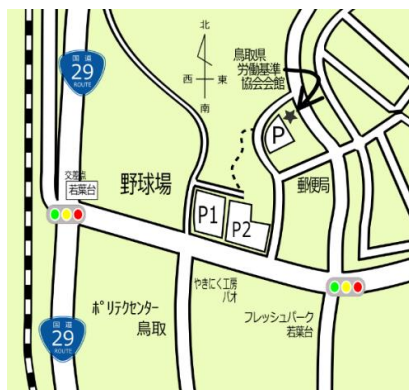 国道
29
ROUTE
北
西
東
南
鳥取県
労働基準
協会会館
P
交差点
若葉台
野球場
P1
P2
郵便局
やきにく工房
バオ
ポリテクセンター
鳥取
フレッシュパーク
若葉台
国道
29
ROUTE